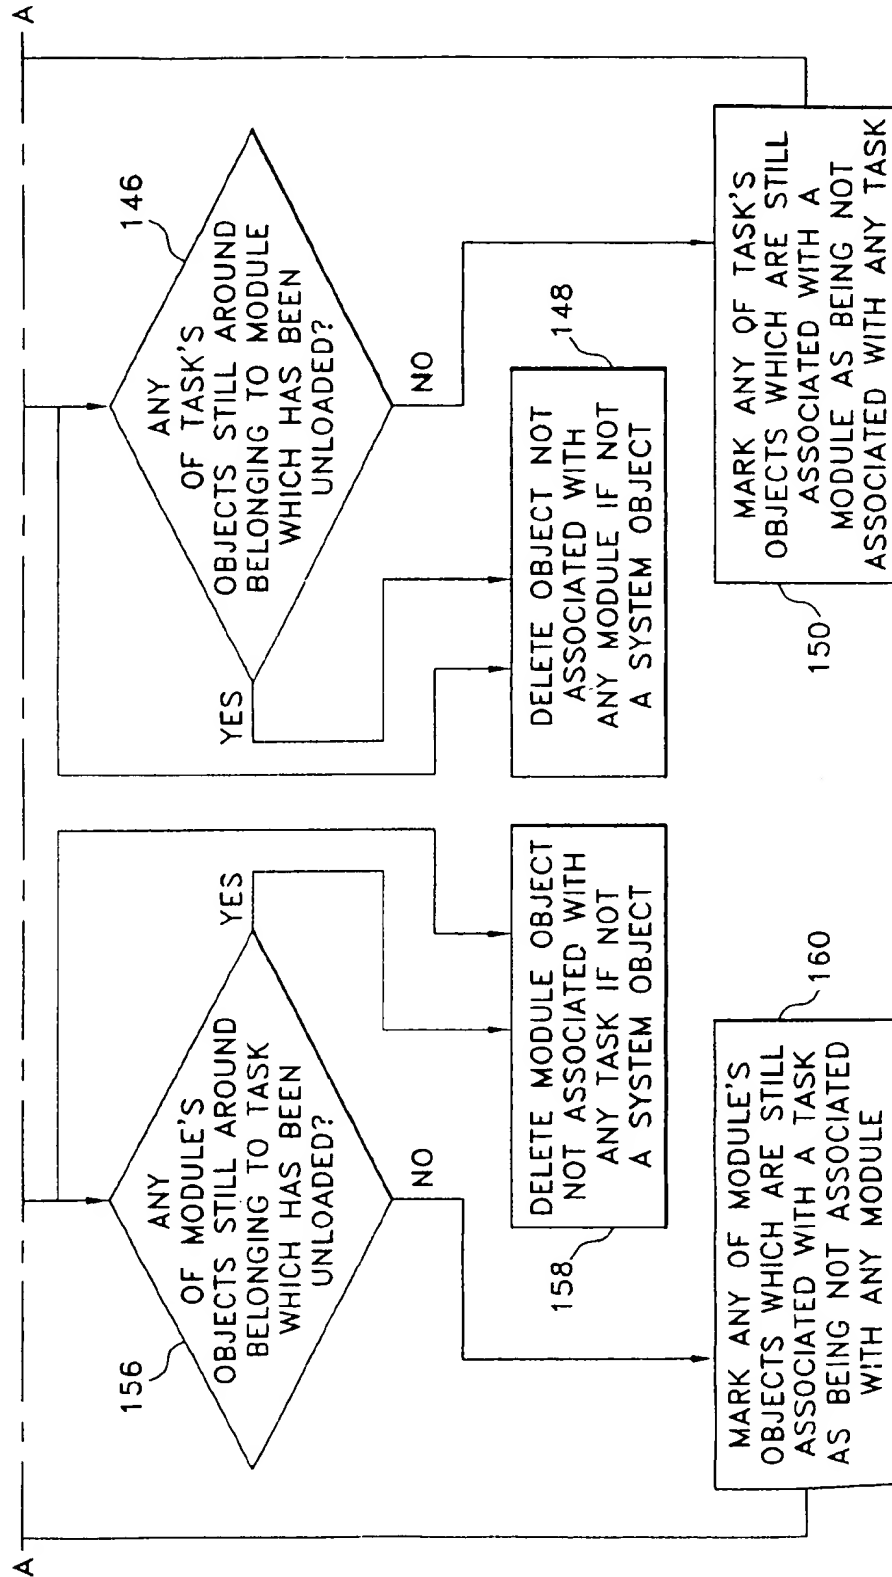 A
A
156
ANY
OF MODULE'S
OBJECTS STILL AROUND
BELONGING TO TASK
WHICH HAS BEEN
UNLOADED?
YES
NO
158
DELETE MODULE OBJECT
NOT ASSOCIATED WITH
ANY TASK IF NOT
A SYSTEM OBJECT
160
MARK ANY OF MODULE'S
OBJECTS WHICH ARE STILL
ASSOCIATED WITH A TASK
AS BEING NOT ASSOCIATED
WITH ANY MODULE
146
ANY
OF TASK'S
OBJECTS STILL AROUND
BELONGING TO MODULE
WHICH HAS BEEN
UNLOADED?
YES
NO
148
DELETE OBJECT NOT
ASSOCIATED WITH
ANY MODULE IF NOT
A SYSTEM OBJECT
150
MARK ANY OF TASK'S
OBJECTS WHICH ARE STILL
ASSOCIATED WITH A
MODULE AS BEING NOT
ASSOCIATED WITH ANY TASK